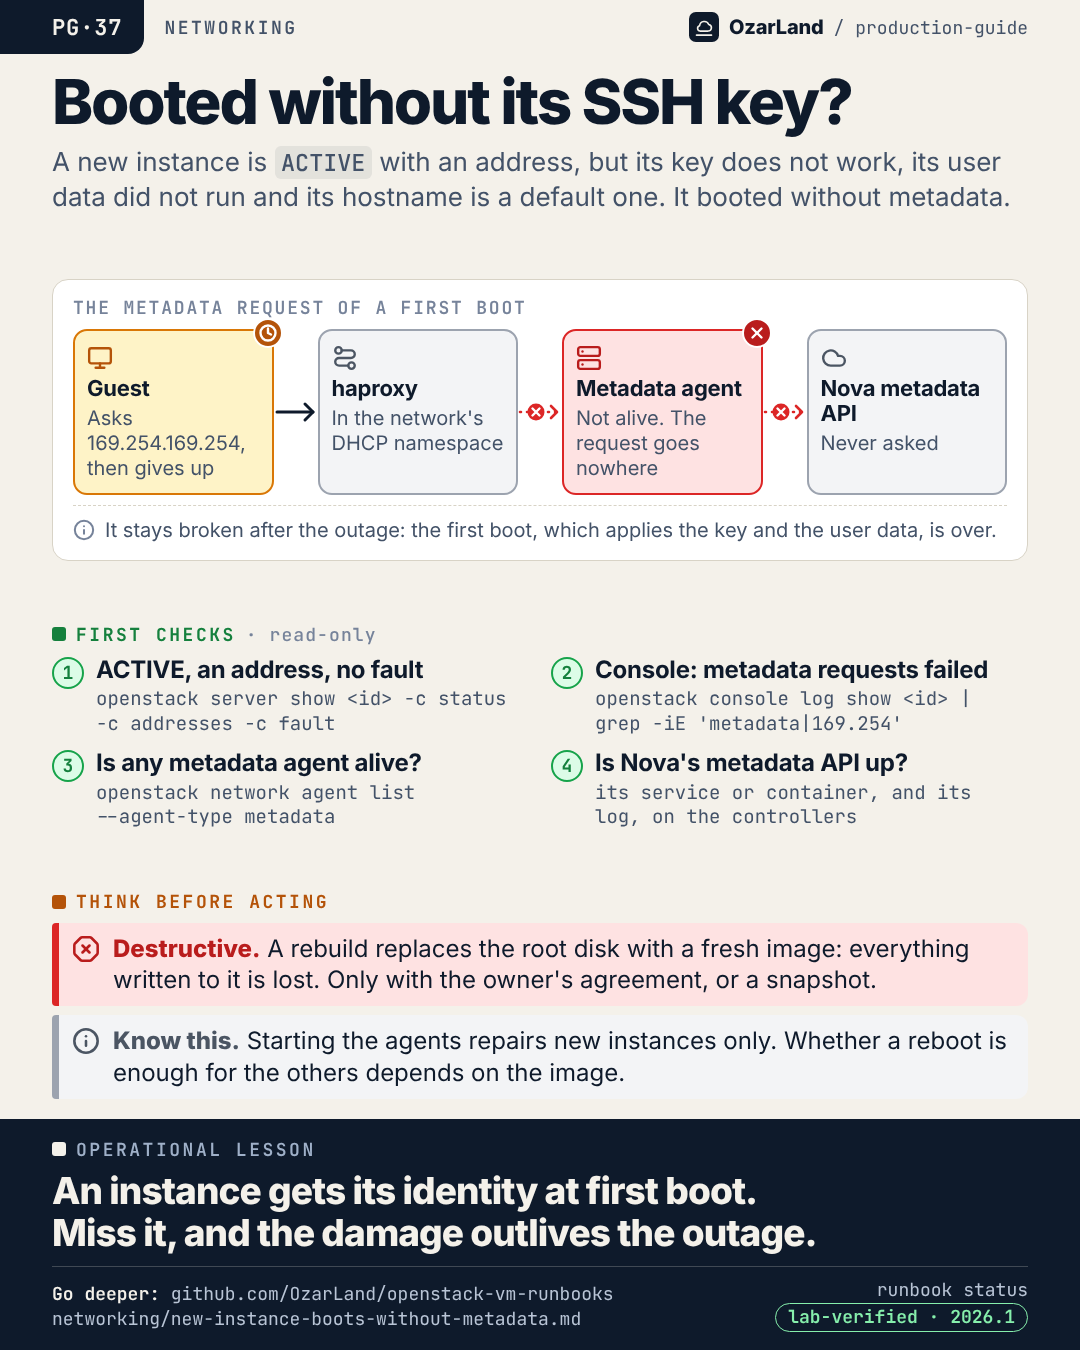 PG·37
NETWORKING
OzarLand / production-guide
Booted without its SSH key?
A new instance is ACTIVE with an address, but its key does not work, its user
data did not run and its hostname is a default one. It booted without metadata.
THE METADATA REQUEST OF A FIRST BOOT
Guest
Asks
169.254.169.254,
then gives up
haproxy
In the network's
DHCP namespace
Metadata agent
Not alive. The
request goes
nowhere
Nova metadata
API
Never asked
It stays broken after the outage: the first boot, which applies the key and the user data, is over.
FIRST CHECKS · read-only
1
ACTIVE, an address, no fault
openstack server show <id> -c status
-c addresses -c fault
2
Console: metadata requests failed
openstack console log show <id> |
grep -iE 'metadata|169.254'
3
Is any metadata agent alive?
openstack network agent list
--agent-type metadata
4
Is Nova's metadata API up?
its service or container, and its
log, on the controllers
THINK BEFORE ACTING
Destructive. A rebuild replaces the root disk with a fresh image: everything
written to it is lost. Only with the owner's agreement, or a snapshot.
Know this. Starting the agents repairs new instances only. Whether a reboot is
enough for the others depends on the image.
OPERATIONAL LESSON
An instance gets its identity at first boot.
Miss it, and the damage outlives the outage.
Go deeper: github.com/OzarLand/openstack-vm-runbooks
networking/new-instance-boots-without-metadata.md
runbook status
lab-verified · 2026.1